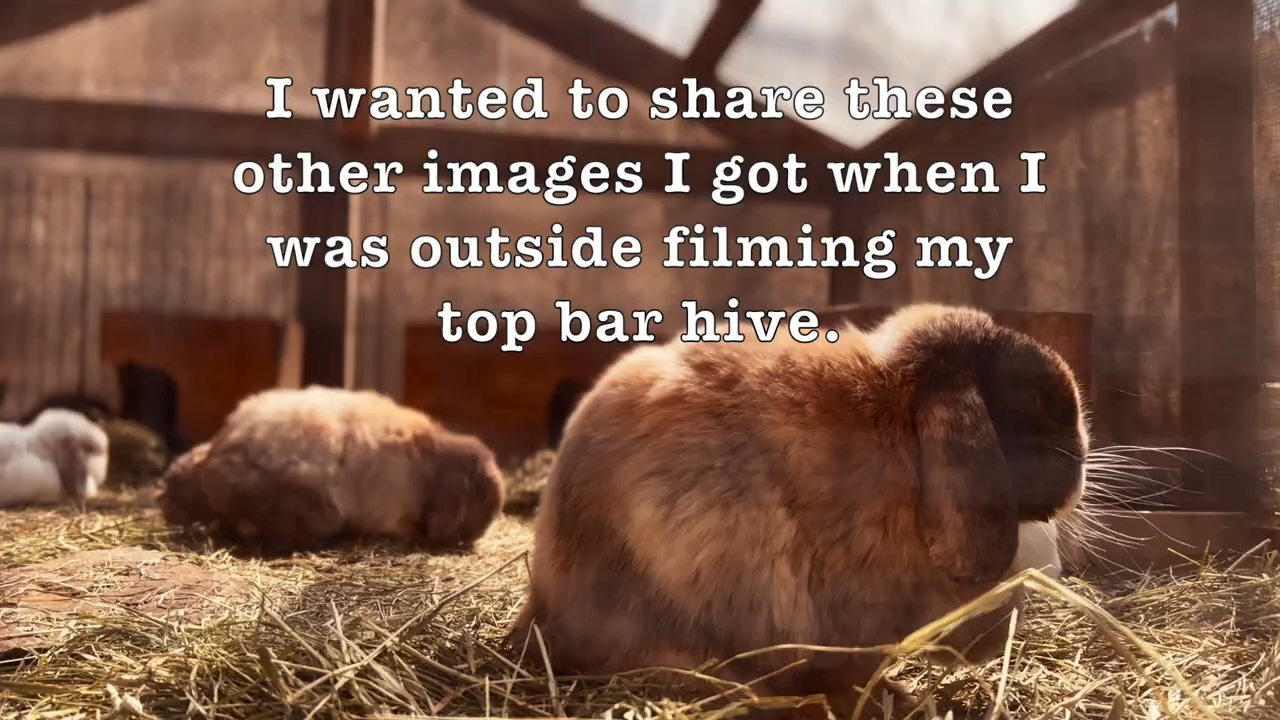 I wanted to share these
other images I got when I
was outside filming my
top bar hive.